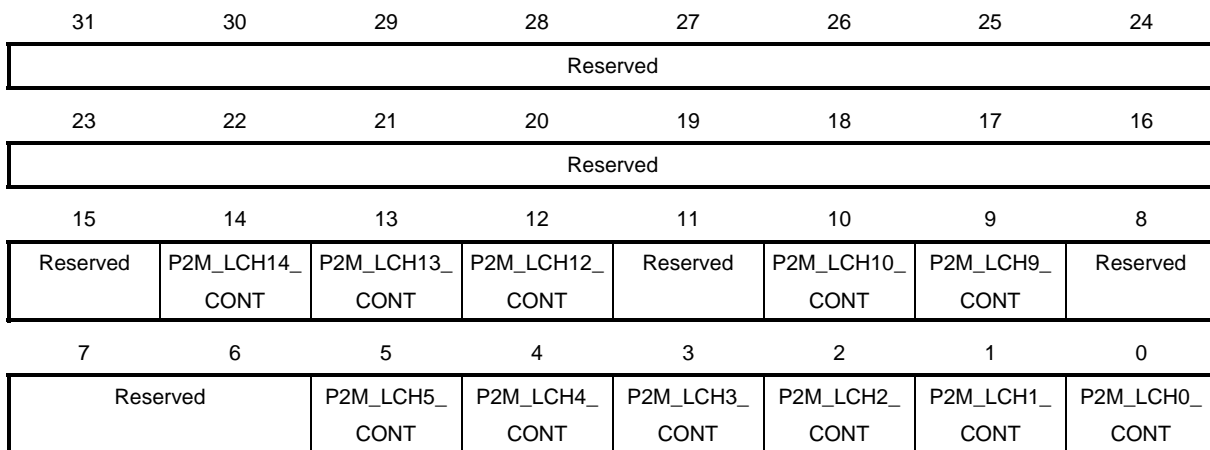 31 30 29 28 27 26 25 24
Reserved
23 22 21 20 19 18 17 16
Reserved
15 14 13 12 11 10 9 8
Reserved P2M_LCH14_ P2M_LCH13_ P2M_LCH12_ Reserved P2M_LCH10_ P2M_LCH9_ Reserved
CONT CONT CONT CONT CONT
7 6 5 4 3 2 1 0
Reserved P2M_LCH5_ P2M_LCH4_ P2M_LCH3_ P2M_LCH2_ P2M_LCH1_ P2M_LCH0_
CONT CONT CONT CONT CONT CONT